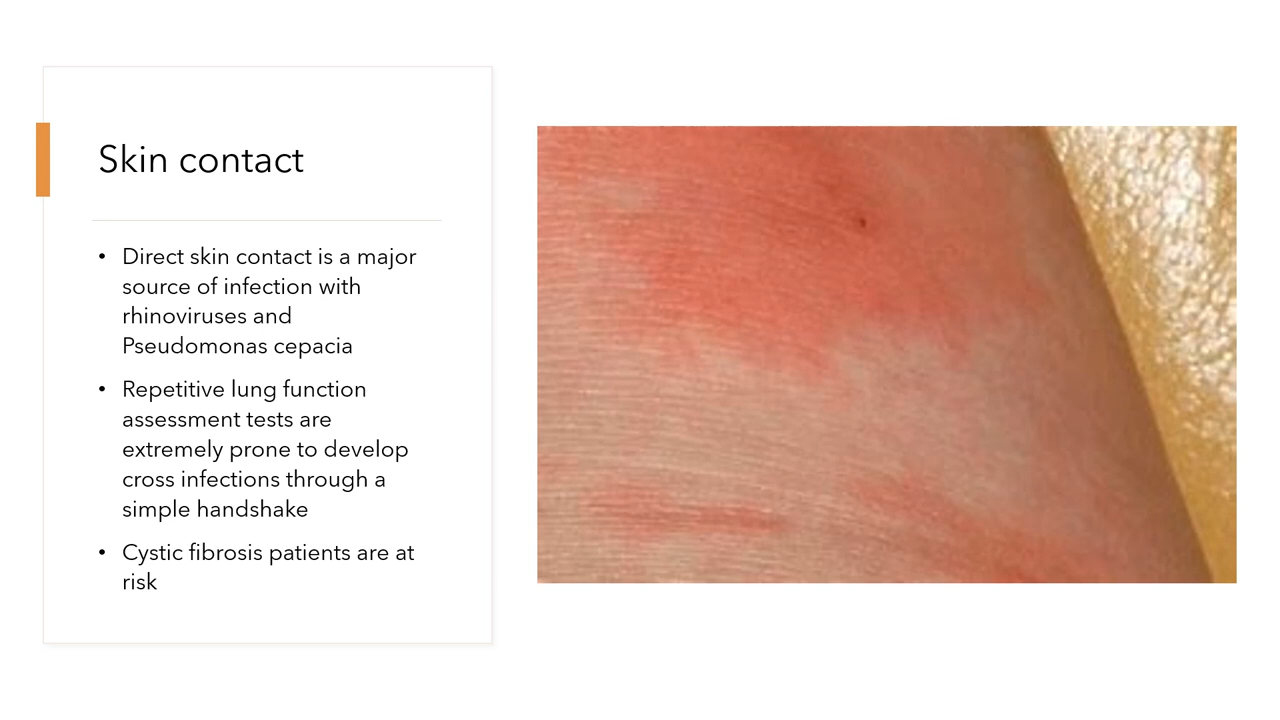 Skin contact
• Direct skin contact is a major
source of infection with
rhinoviruses and
Pseudomonas cepacia
• Repetitive lung function
assessment tests are
extremely prone to develop
cross infections through a
simple handshake
• Cystic fibrosis patients are at
risk